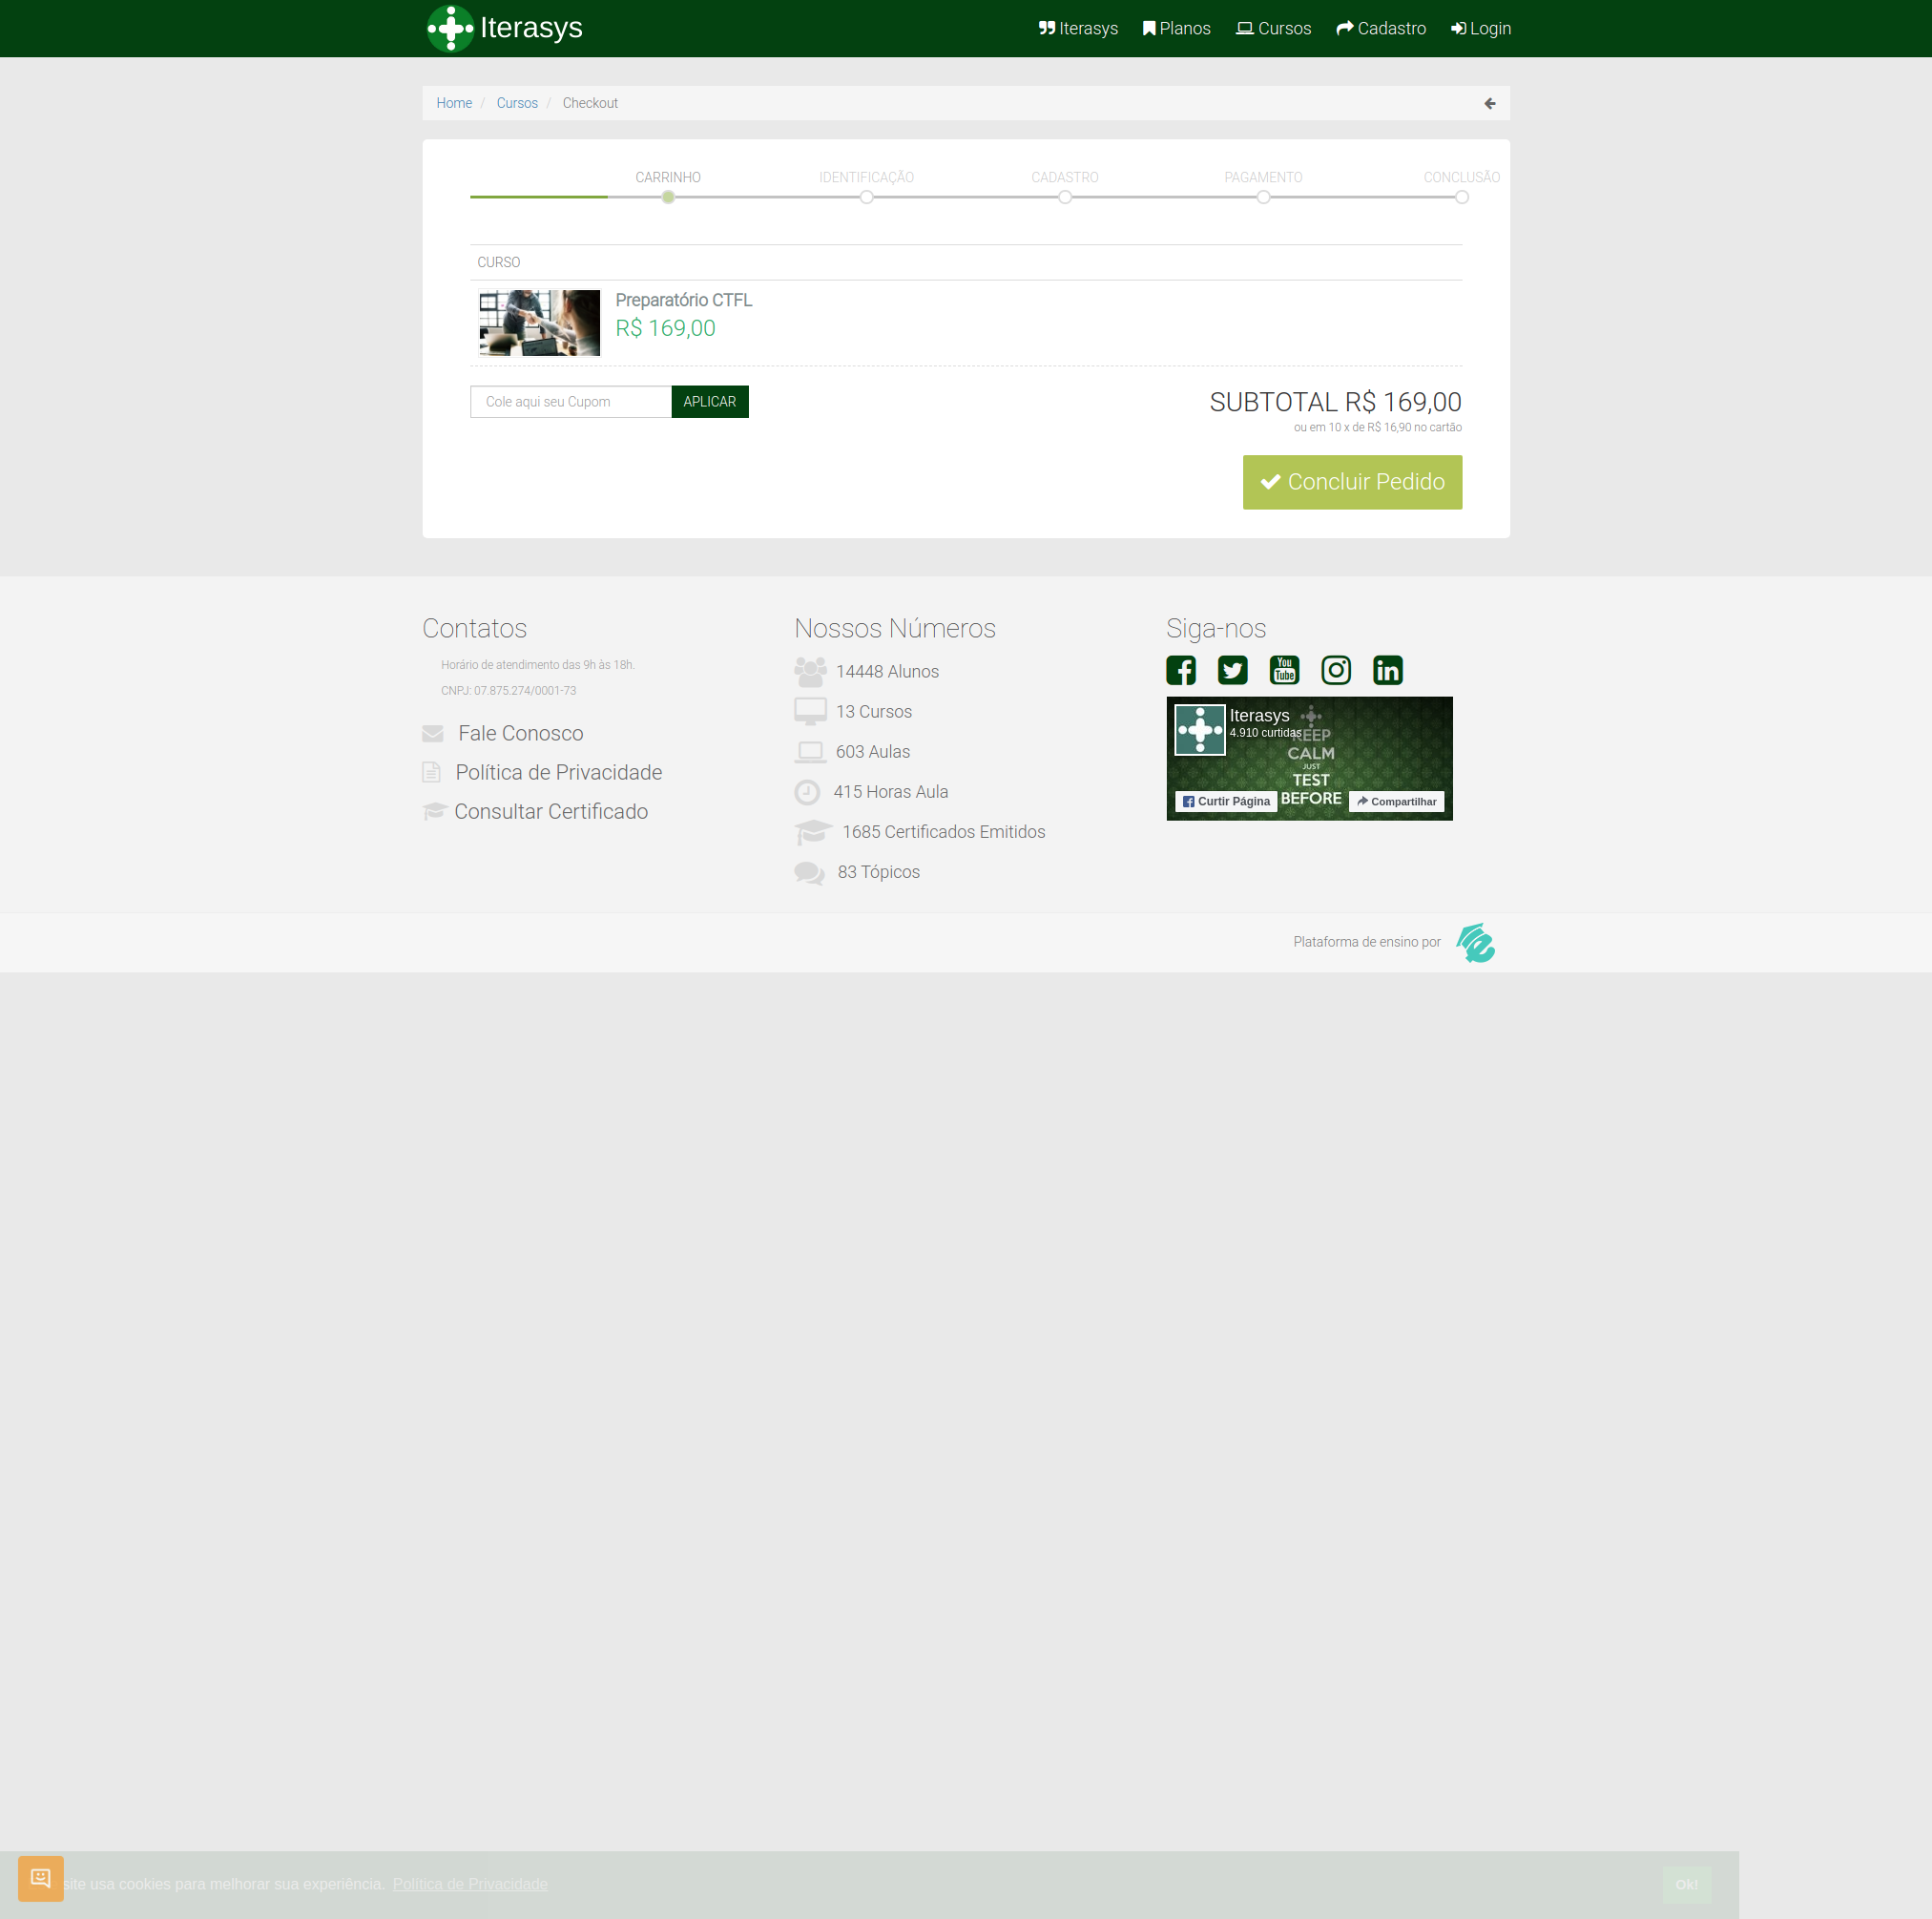 Iterasys
Iterasys
Planos
Cursos
Cadastro
Login
Home / Cursos / Checkout
CARRINHO
IDENTIFICAÇÃO
CADASTRO
PAGAMENTO
CONCLUSÃO
CURSO
Preparatório CTFL
R$ 169,00
Cole aqui seu Cupom
APLICAR
SUBTOTAL R$ 169,00
ou em 10 x de R$ 16,90 no cartão
Concluir Pedido
Contatos
Horário de atendimento das 9h às 18h.
CNPJ: 07.875.274/0001-73
Fale Conosco
Política de Privacidade
Consultar Certificado
Nossos Números
14448 Alunos
13 Cursos
603 Aulas
415 Horas Aula
1685 Certificados Emitidos
83 Tópicos
Siga-nos
You
Tube
Iterasys
4.910 curtidas
KEEP
CALM
JUST
TEST
BEFORE
Curtir Página
Compartilhar
Plataforma de ensino por
site usa cookies para melhorar sua experiência. Política de Privacidade
Ok!